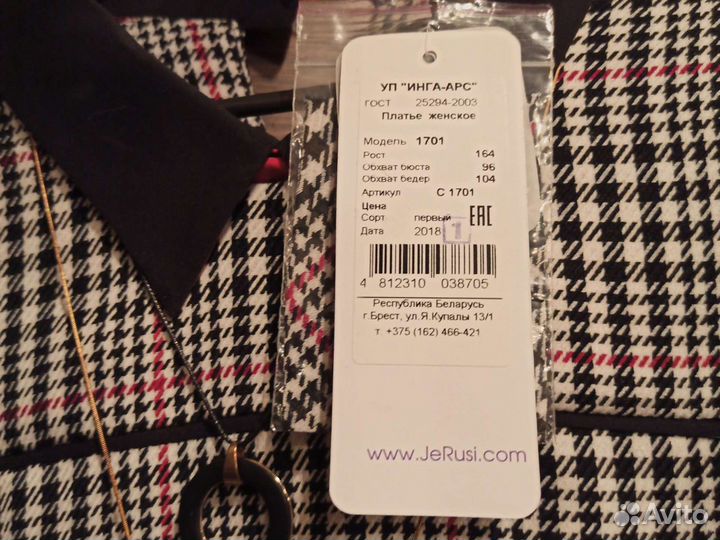 УП "ИНГА-АРС"
ГОСТ 25294-2003
Платье женское
Модель 1701
Рост 164
Обхват бюста 96
Обхват бедер 104
Артикул С 1701
Цена
Сорт первый
Дата 2018
1
ЕАС
4 812310 038705
Республика Беларусь
г.Брест, ул.Я.Купалы 13/1
т. +375 (162) 466-421
www.JeRusi.com
Avito